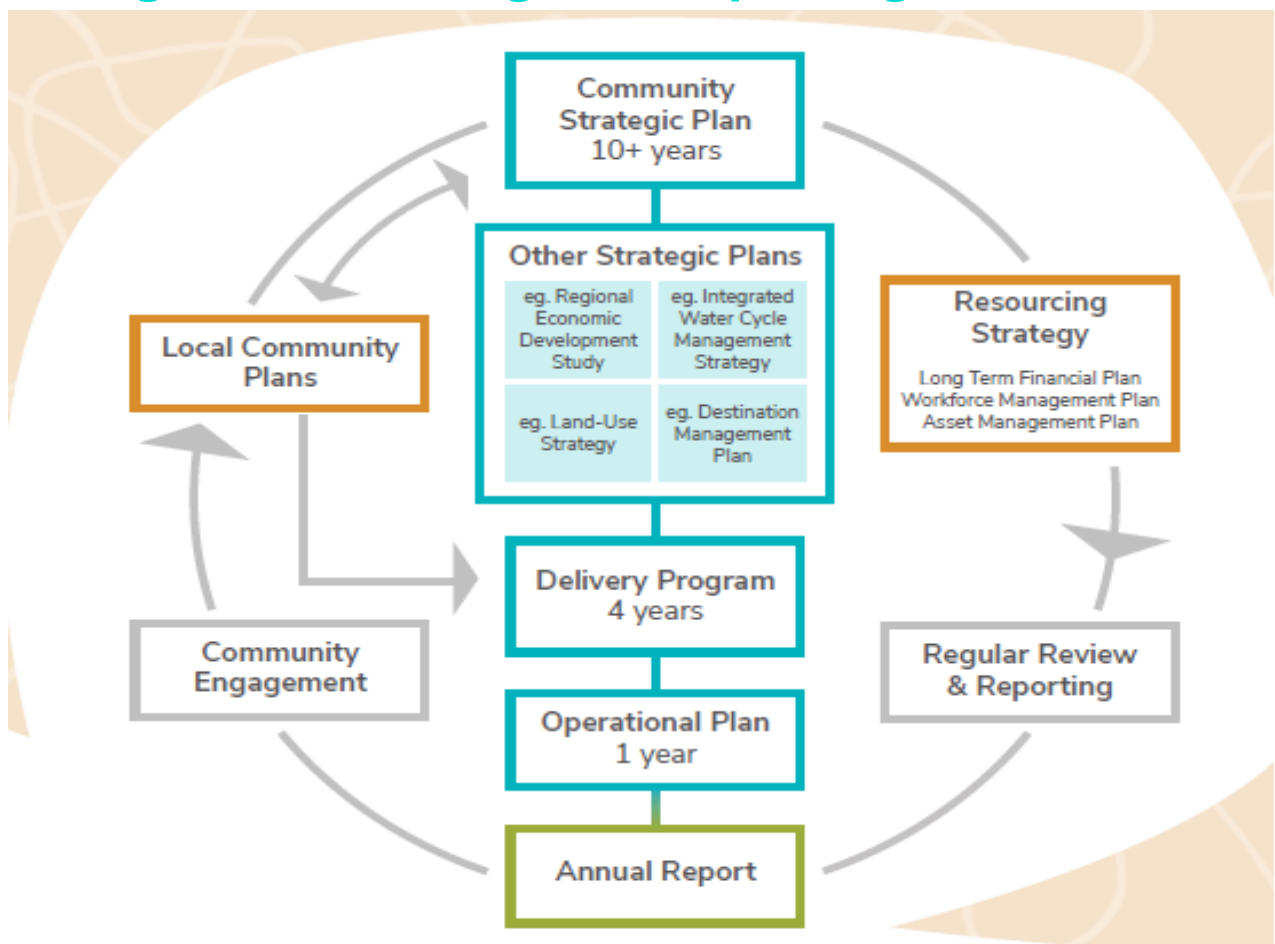 Community
Strategic Plan
10+ years
Other Strategic Plans
eg. Regional
Economic
Development
Study
eg. Integrated
Water Cycle
Management
Strategy
eg. Land-Use
Strategy
eg. Destination
Management
Plan
Local Community
Plans
Resourcing
Strategy
Long Term Financial Plan
Workforce Management Plan
Asset Management Plan
Delivery Program
4 years
Community
Engagement
Regular Review
& Reporting
Operational Plan
1 year
Annual Report